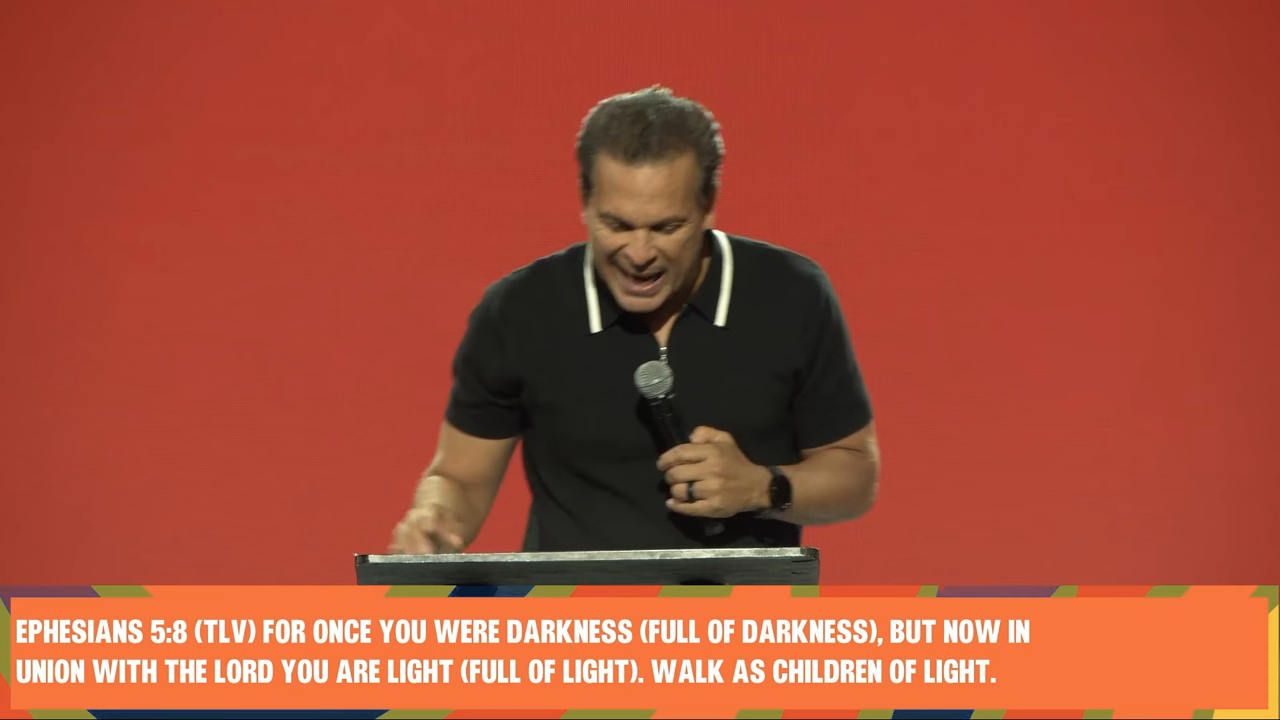 EPHESIANS 5:8 (TLV) FOR ONCE YOU WERE DARKNESS (FULL OF DARKNESS), BUT NOW IN
UNION WITH THE LORD YOU ARE LIGHT (FULL OF LIGHT). WALK AS CHILDREN OF LIGHT.